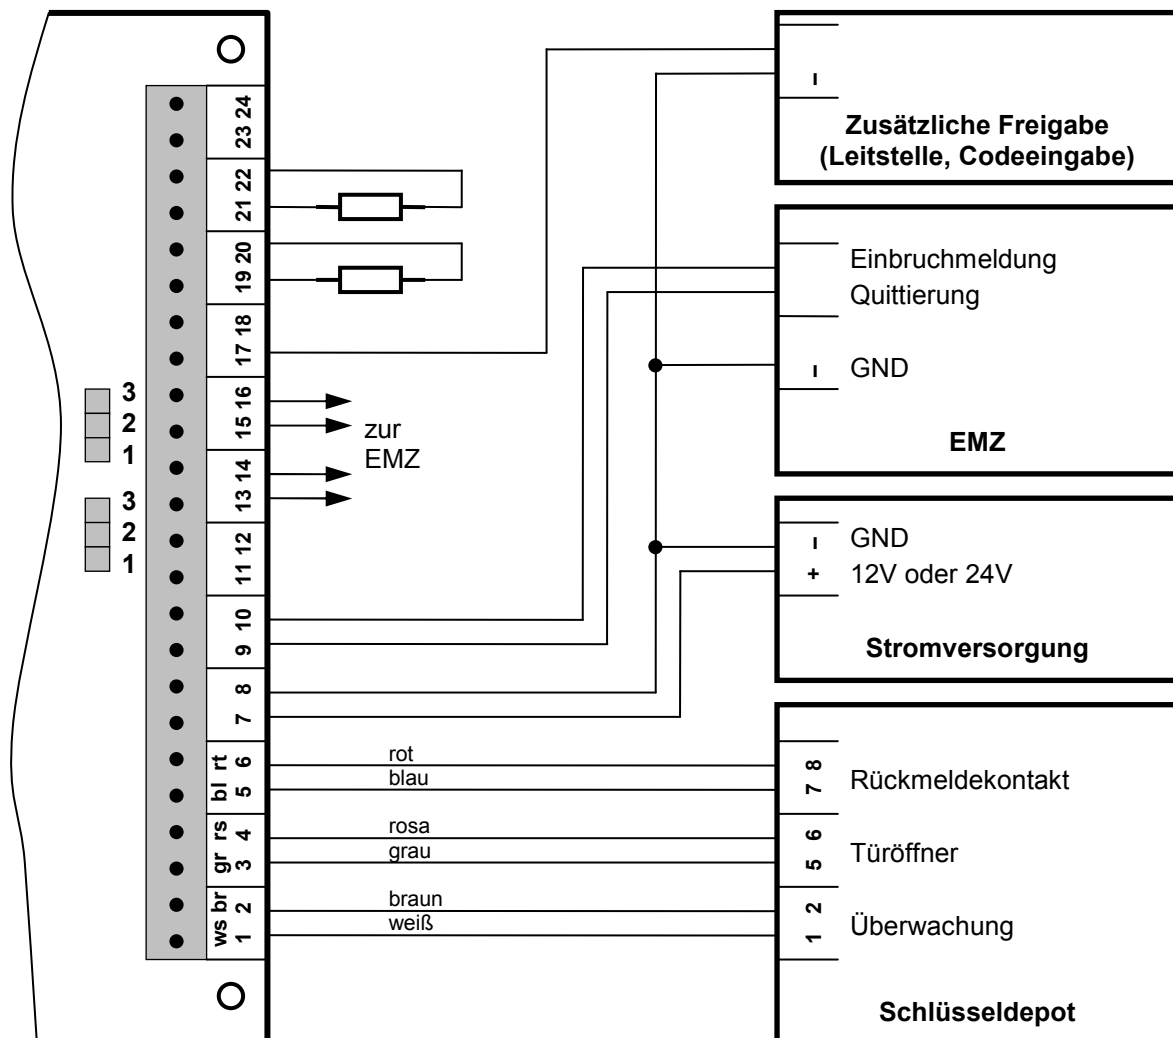 24
23
22
21
20
19
18
17
16
15
14
13
12
11
10
9
8
7
rt 6
bl 5
rs 4
gr 3
br 2
ws 1
3
2
1
3
2
1
zur
EMZ
rot
blau
rosa
grau
braun
weiß
–
Zusätzliche Freigabe
(Leitstelle, Codeeingabe)
Einbruchmeldung
Quittierung
– GND
EMZ
– GND
+ 12V oder 24V
Stromversorgung
8
7
Rückmeldekontakt
6
5
Türöffner
2
1
Überwachung
Schlüsseldepot